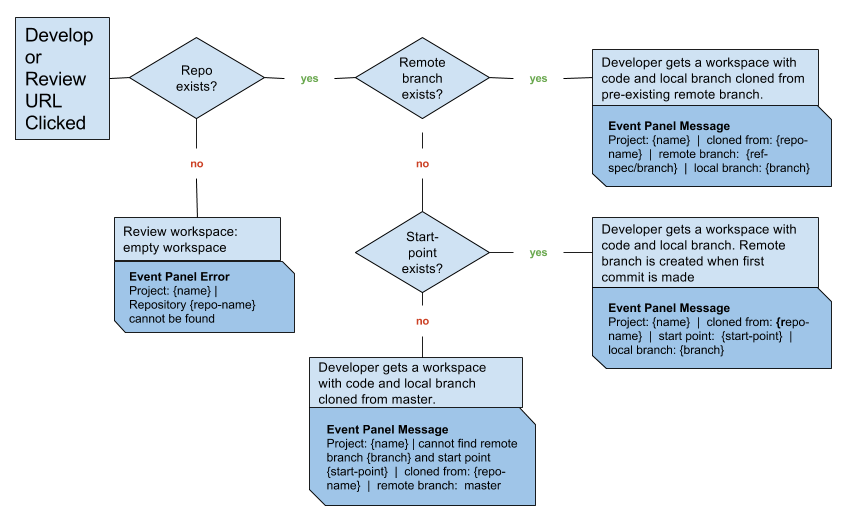 Develop
or
Review
URL
Clicked
Repo
exists?
yes
Remote
branch
exists?
yes
Developer gets a workspace with
code and local branch cloned from
pre-existing remote branch.
Event Panel Message
Project: {name} | cloned from: {repo-
name} | remote branch: {ref-
spec/branch} | local branch: {branch}
no
no
Review workspace:
empty workspace
Event Panel Error
Project: {name} |
Repository {repo-name}
cannot be found
Start-
point
exists?
yes
Developer gets a workspace with
code and local branch. Remote
branch is created when first
commit is made
Event Panel Message
Project: {name} | cloned from: {repo-
name} | start point: {start-point} |
local branch: {branch}
no
Developer gets a workspace
with code and local branch
cloned from master.
Event Panel Message
Project: {name} | cannot find remote
branch {branch} and start point
{start-point} | cloned from: {repo-
name} | remote branch: master